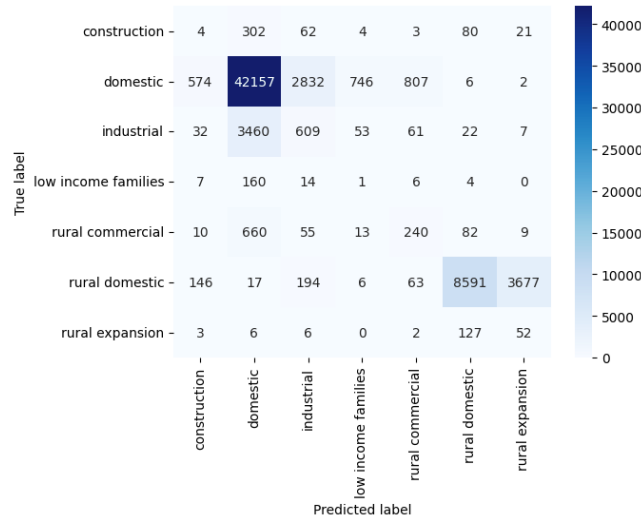 construction 4 302 62 4 3 80 21
domestic 574 42157 2832 746 807 6 2
industrial 32 3460 609 53 61 22 7
low income families 7 160 14 1 6 4 0
rural commercial 10 660 55 13 240 82 9
rural domestic 146 17 194 6 63 8591 3677
rural expansion 3 6 6 0 2 127 52
True label
construction
domestic
industrial
low income families
rural commercial
rural domestic
rural expansion
Predicted label
40000
35000
30000
25000
20000
15000
10000
5000
0